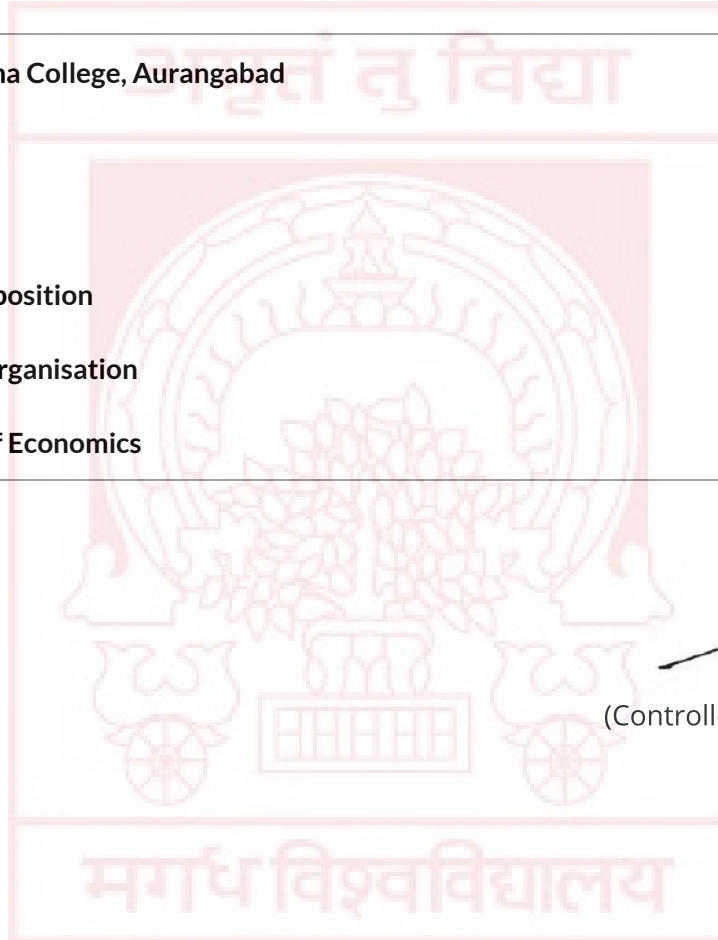 अमृतं तु विद्या
na College, Aurangabad
position
rganisation
f Economics
(Controll
मगध विश्वविद्यालय